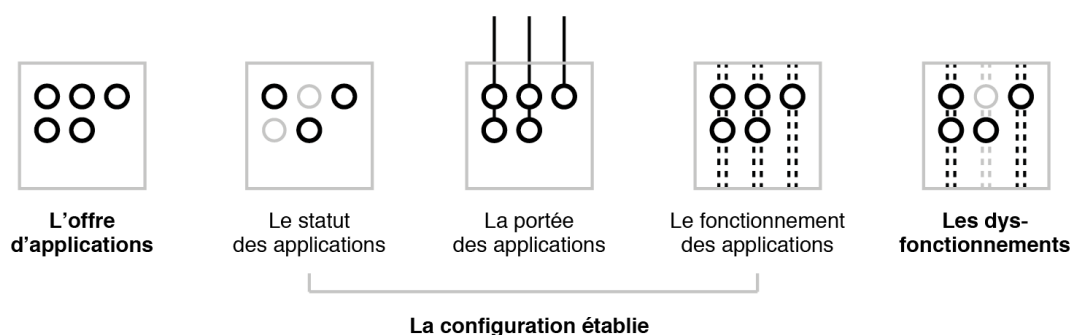 L’offre
d’applications
Le statut
des applications
La portée
des applications
Le fonctionnement
des applications
Les dys-
fonctionnements
La configuration établie